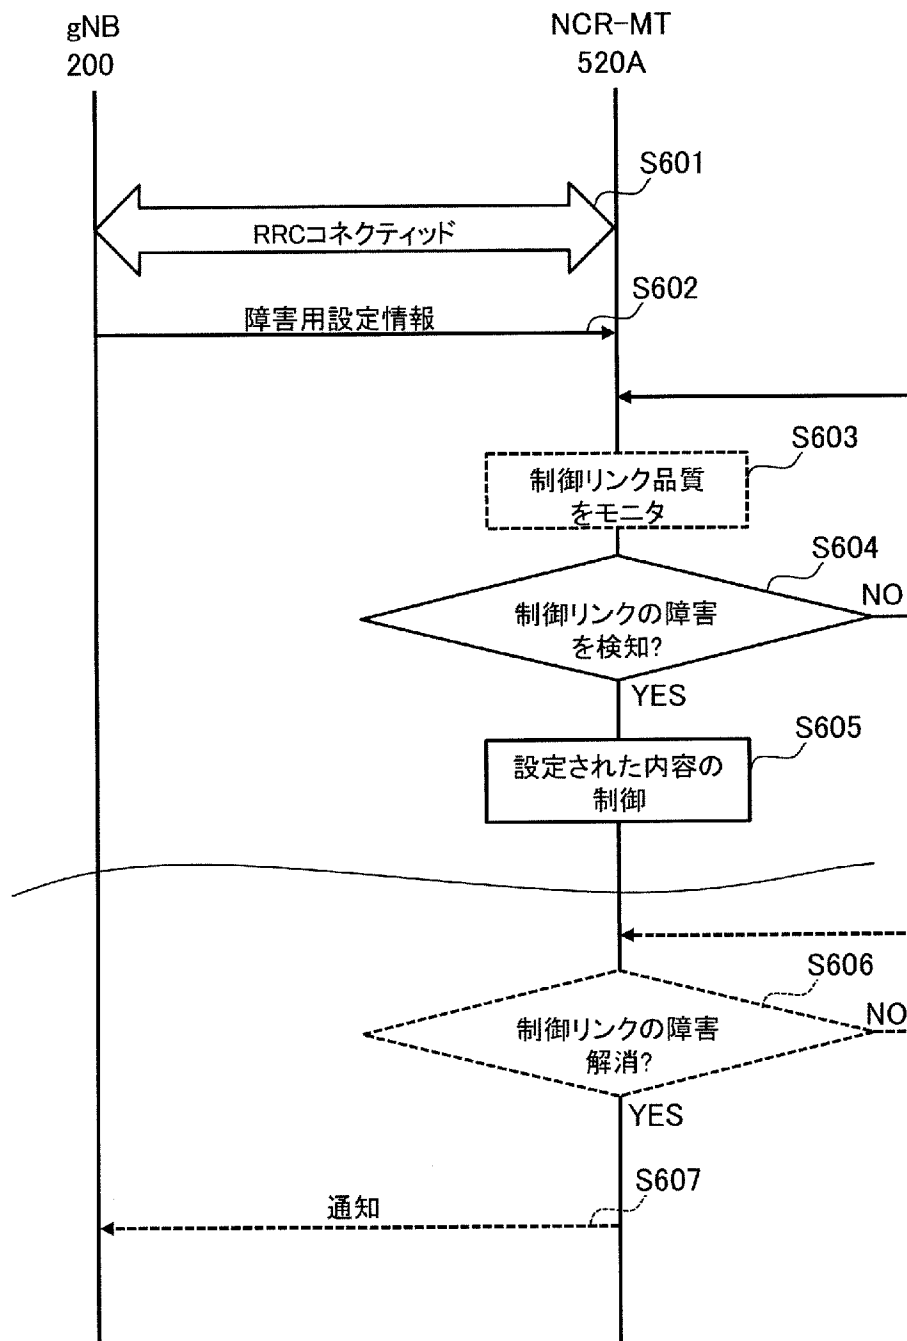 gNB
200
NCR-MT
520A
S601
RRCコネクティッド
S602
障害用設定情報
S603
制御リンク品質
をモニタ
S604
制御リンクの障害
を検知?
NO
YES
S605
設定された内容の
制御
S606
制御リンクの障害
解消?
NO
YES
S607
通知